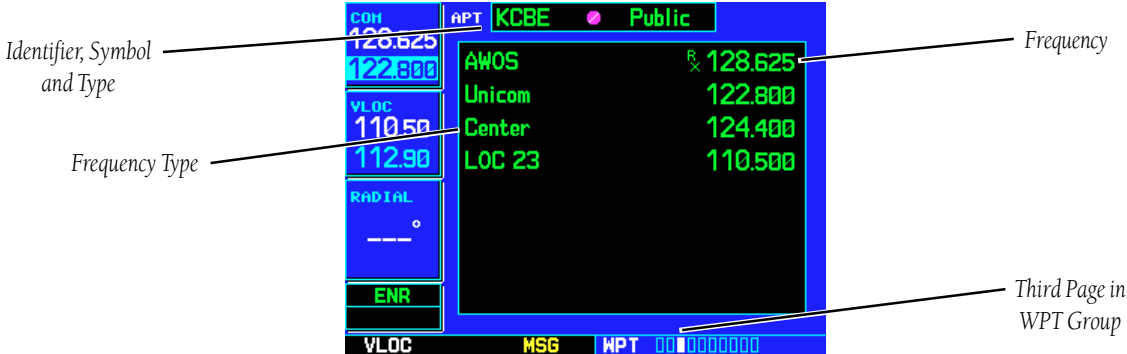 COM
128.625
122.800
VLOC
110.50
112.90
RADIAL
___°
ENR
APT KCBE Public
AWOS Rx 128.625
Unicom 122.800
Center 124.400
LOC 23 110.500
VLOC MSG WPT
Identifier, Symbol
and Type
Frequency Type
Frequency
Third Page in
WPT Group